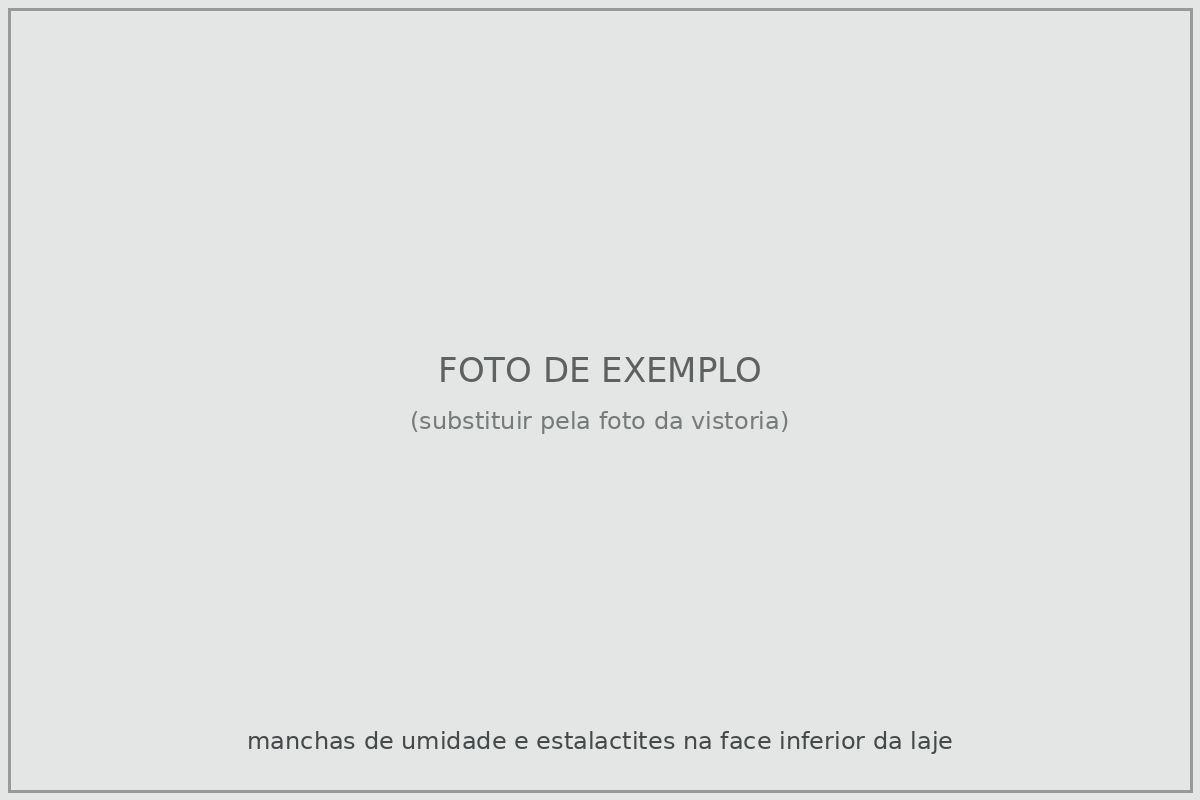 FOTO DE EXEMPLO
(substituir pela foto da vistoria)
manchas de umidade e estalactites na face inferior da laje